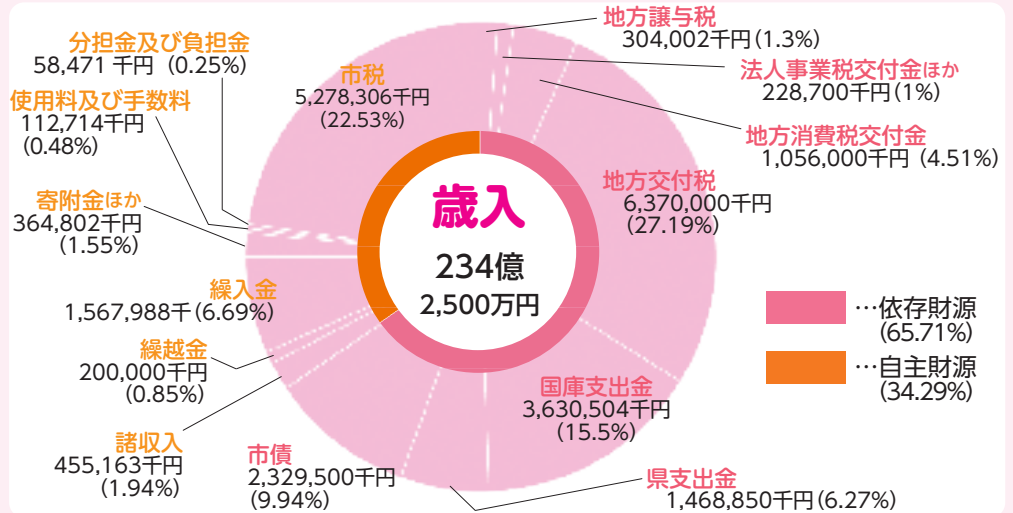 歳入
234億
2,500万円
地方譲与税
304,002千円(1.3%)
法人事業税交付金ほか
228,700千円(1%)
地方消費税交付金
1,056,000千円 (4.51%)
地方交付税
6,370,000千円
(27.19%)
国庫支出金
3,630,504千円
(15.5%)
県支出金
1,468,850千円(6.27%)
市債
2,329,500千円
(9.94%)
諸収入
455,163千円
(1.94%)
繰越金
200,000千円
(0.85%)
繰入金
1,567,988千(6.69%)
寄附金ほか
364,802千円
(1.55%)
使用料及び手数料
112,714千円
(0.48%)
分担金及び負担金
58,471 千円 (0.25%)
市税
5,278,306千円
(22.53%)
…依存財源
(65.71%)
…自主財源
(34.29%)